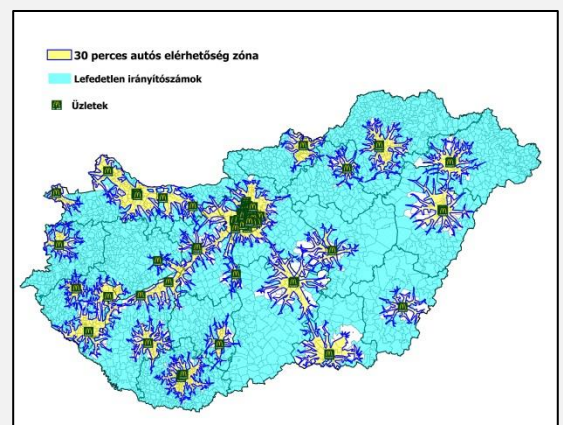 30 perces autós elérhetőség zóna
Lefedetlen irányítószámok
Üzletek